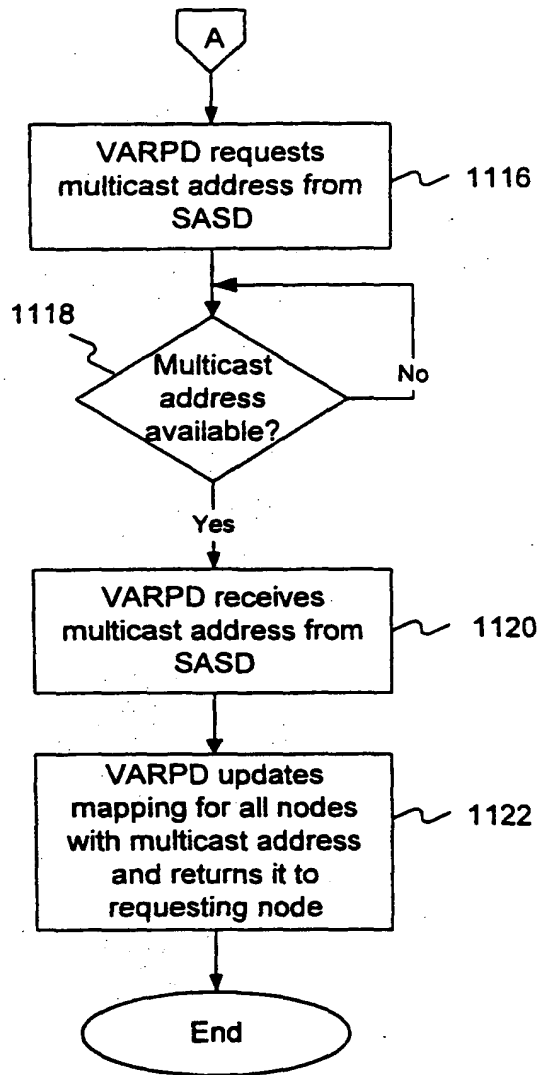 A
VARPD requests
multicast address from
SASD
1116
1118
Multicast
address
available?
No
Yes
VARPD receives
multicast address from
SASD
1120
VARPD updates
mapping for all nodes
with multicast address
and returns it to
requesting node
1122
End